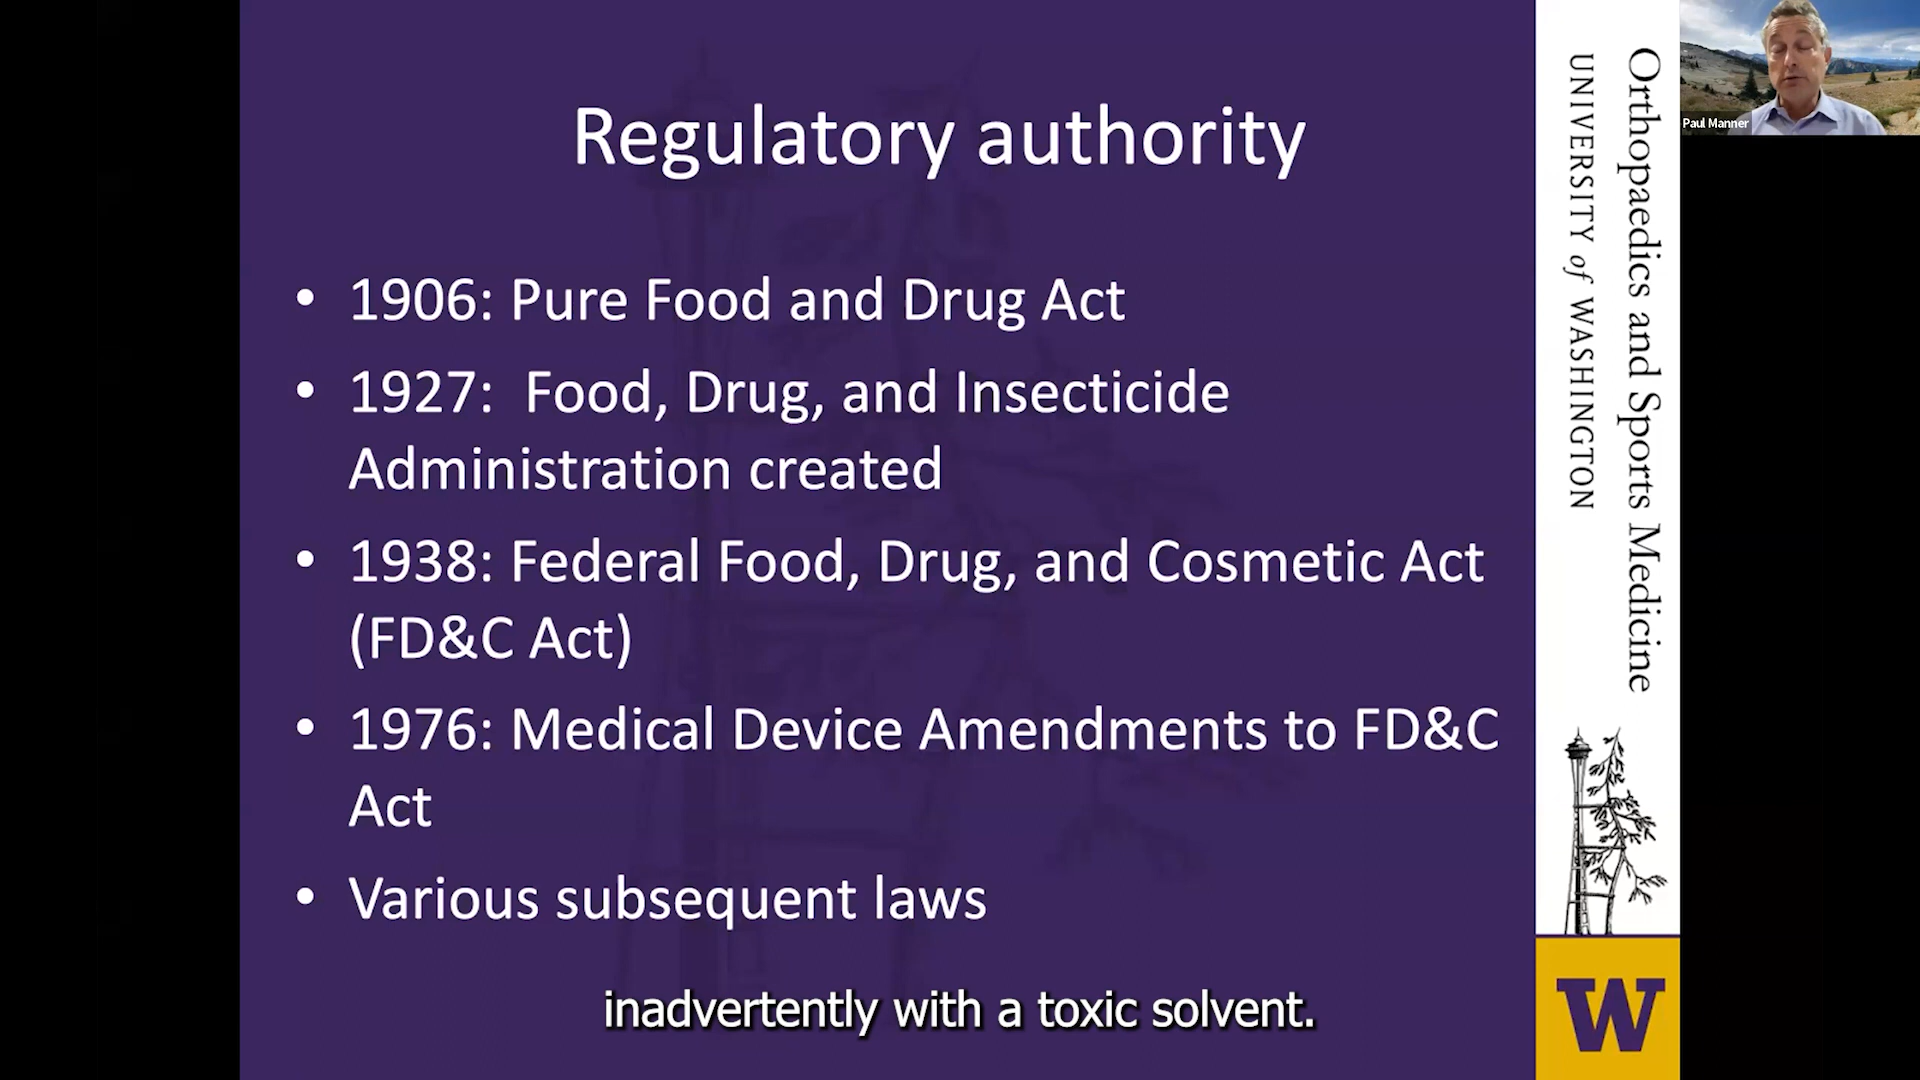 Regulatory authority
• 1906: Pure Food and Drug Act
• 1927:  Food, Drug, and Insecticide
Administration created
• 1938: Federal Food, Drug, and Cosmetic Act
(FD&C Act)
• 1976: Medical Device Amendments to FD&C
Act
• Various subsequent laws
inadvertently with a toxic solvent.
Orthopaedics and Sports Medicine
UNIVERSITY of WASHINGTON
W
Paul Manner